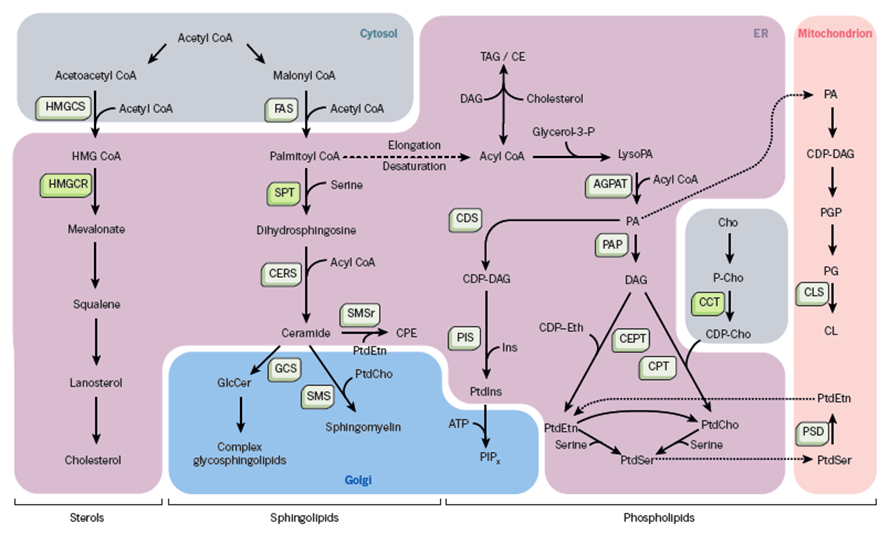 Cytosol
ER
Mitochondrion
Acetyl CoA
Acetoacetyl CoA
Malonyl CoA
HMGCS
Acetyl CoA
FAS
Acetyl CoA
HMG CoA
Palmitoyl CoA
Elongation
Desaturation
HMGCR
SPT
Serine
Mevalonate
Dihydrosphingosine
CERS
Acyl CoA
Squalene
Ceramide
SMSr
CPE
PtdEtn
Lanosterol
GCS
GlcCer
SMS
PtdCho
Sphingomyelin
Cholesterol
Complex
glycosphingolipids
Golgi
TAG / CE
DAG
Cholesterol
Acyl CoA
Glycerol-3-P
LysoPA
AGPAT
Acyl CoA
CDS
PA
PAP
CDP-DAG
DAG
PIS
Ins
PtdIns
ATP
PIPx
CDP–Eth
CEPT
CPT
Cho
P-Cho
CCT
CDP-Cho
PtdEtn
PtdCho
Serine
Serine
PtdSer
PA
CDP-DAG
PGP
PG
CLS
CL
PtdEtn
PSD
PtdSer
Sterols
Sphingolipids
Phospholipids